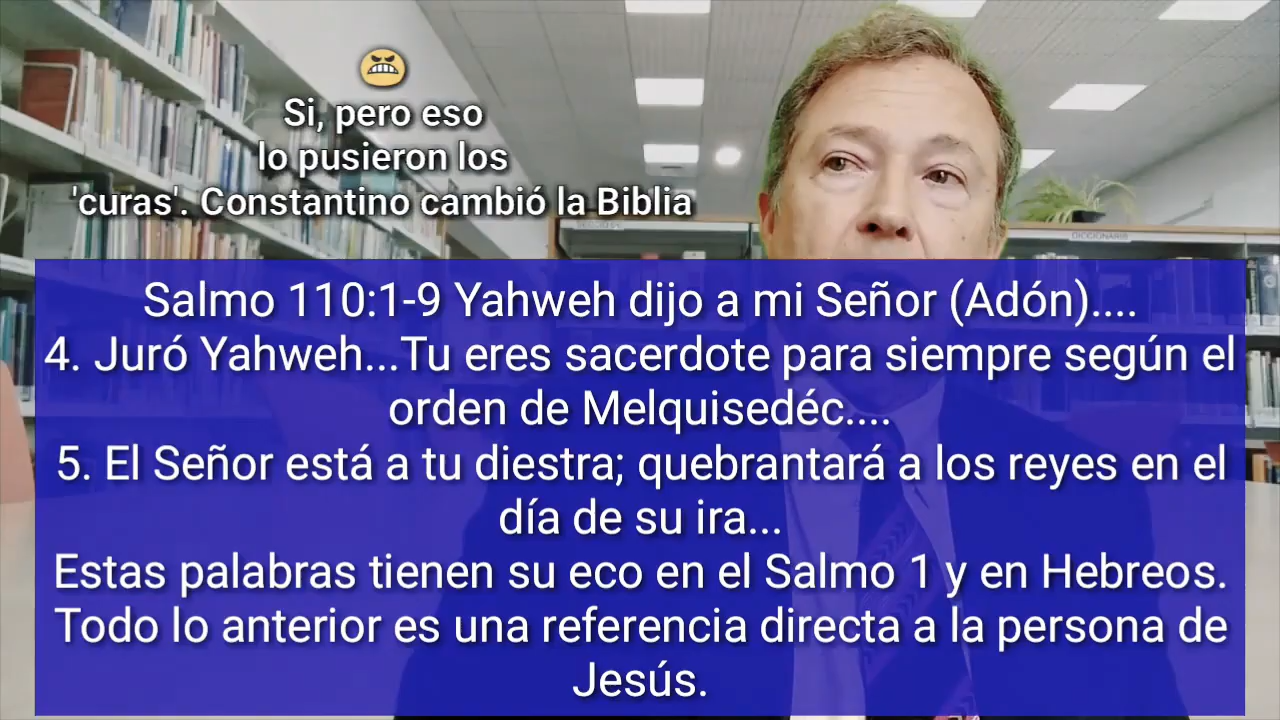 Si, pero eso
lo pusieron los
'curas'. Constantino cambió la Biblia
DICCIONARIS
Salmo 110:1-9 Yahweh dijo a mi Señor (Adón)....
4. Juró Yahweh...Tu eres sacerdote para siempre según el
orden de Melquisedéc....
5. El Señor está a tu diestra; quebrantará a los reyes en el
día de su ira...
Estas palabras tienen su eco en el Salmo 1 y en Hebreos.
Todo lo anterior es una referencia directa a la persona de
Jesús.